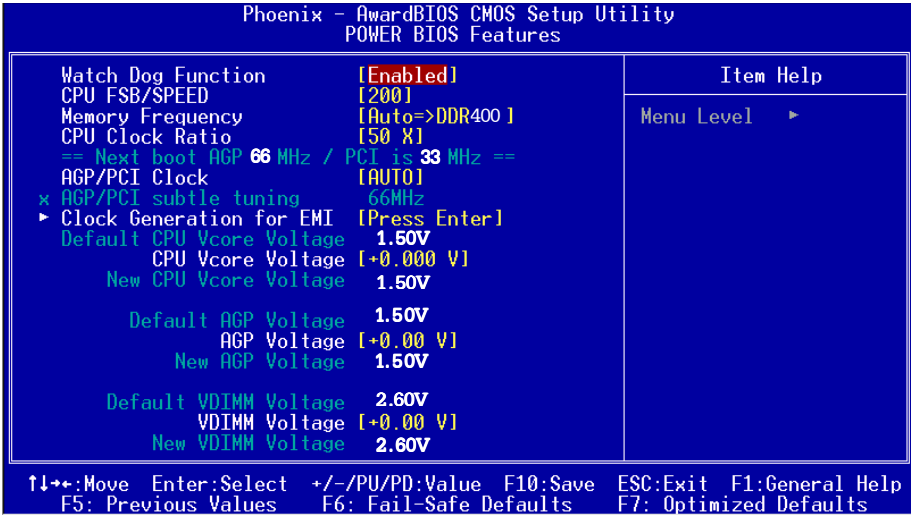 Phoenix - AwardBIOS CMOS Setup Utility
POWER BIOS Features
Watch Dog Function [Enabled]
CPU FSB/SPEED [200]
Memory Frequency [Auto=>DDR400 ]
CPU Clock Ratio [50 X]
== Next boot AGP 66 MHz / PCI is 33 MHz ==
AGP/PCI Clock [AUTO]
x AGP/PCI subtle tuning 66MHz
► Clock Generation for EMI [Press Enter]
Default CPU Vcore Voltage 1.50V
CPU Vcore Voltage [+0.000 V]
New CPU Vcore Voltage 1.50V
Default AGP Voltage 1.50V
AGP Voltage [+0.00 V]
New AGP Voltage 1.50V
Default VDIMM Voltage 2.60V
VDIMM Voltage [+0.00 V]
New VDIMM Voltage 2.60V
Item Help
Menu Level ►
↑↓→←:Move Enter:Select +/-/PU/PD:Value F10:Save ESC:Exit F1:General Help
F5: Previous Values F6: Fail-Safe Defaults F7: Optimized Defaults